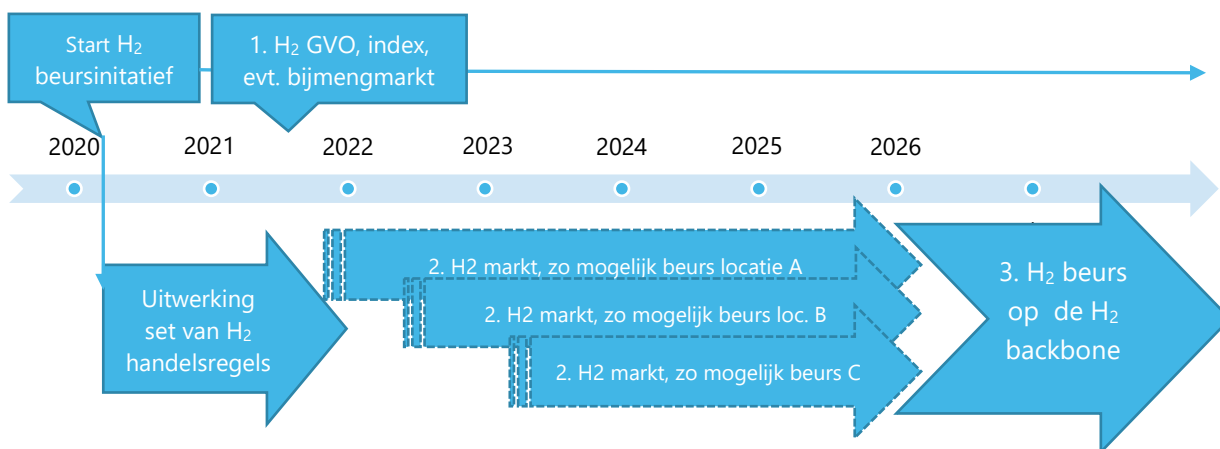 Start H₂
beursinitatief
1. H₂ GVO, index,
evt. bijmengmarkt
2020
2021
2022
2023
2024
2025
2026
Uitwerking
set van H₂
handelsregels
2. H2 markt, zo mogelijk beurs locatie A
2. H2 markt, zo mogelijk beurs loc. B
2. H2 markt, zo mogelijk beurs C
3. H₂ beurs
op de H₂
backbone